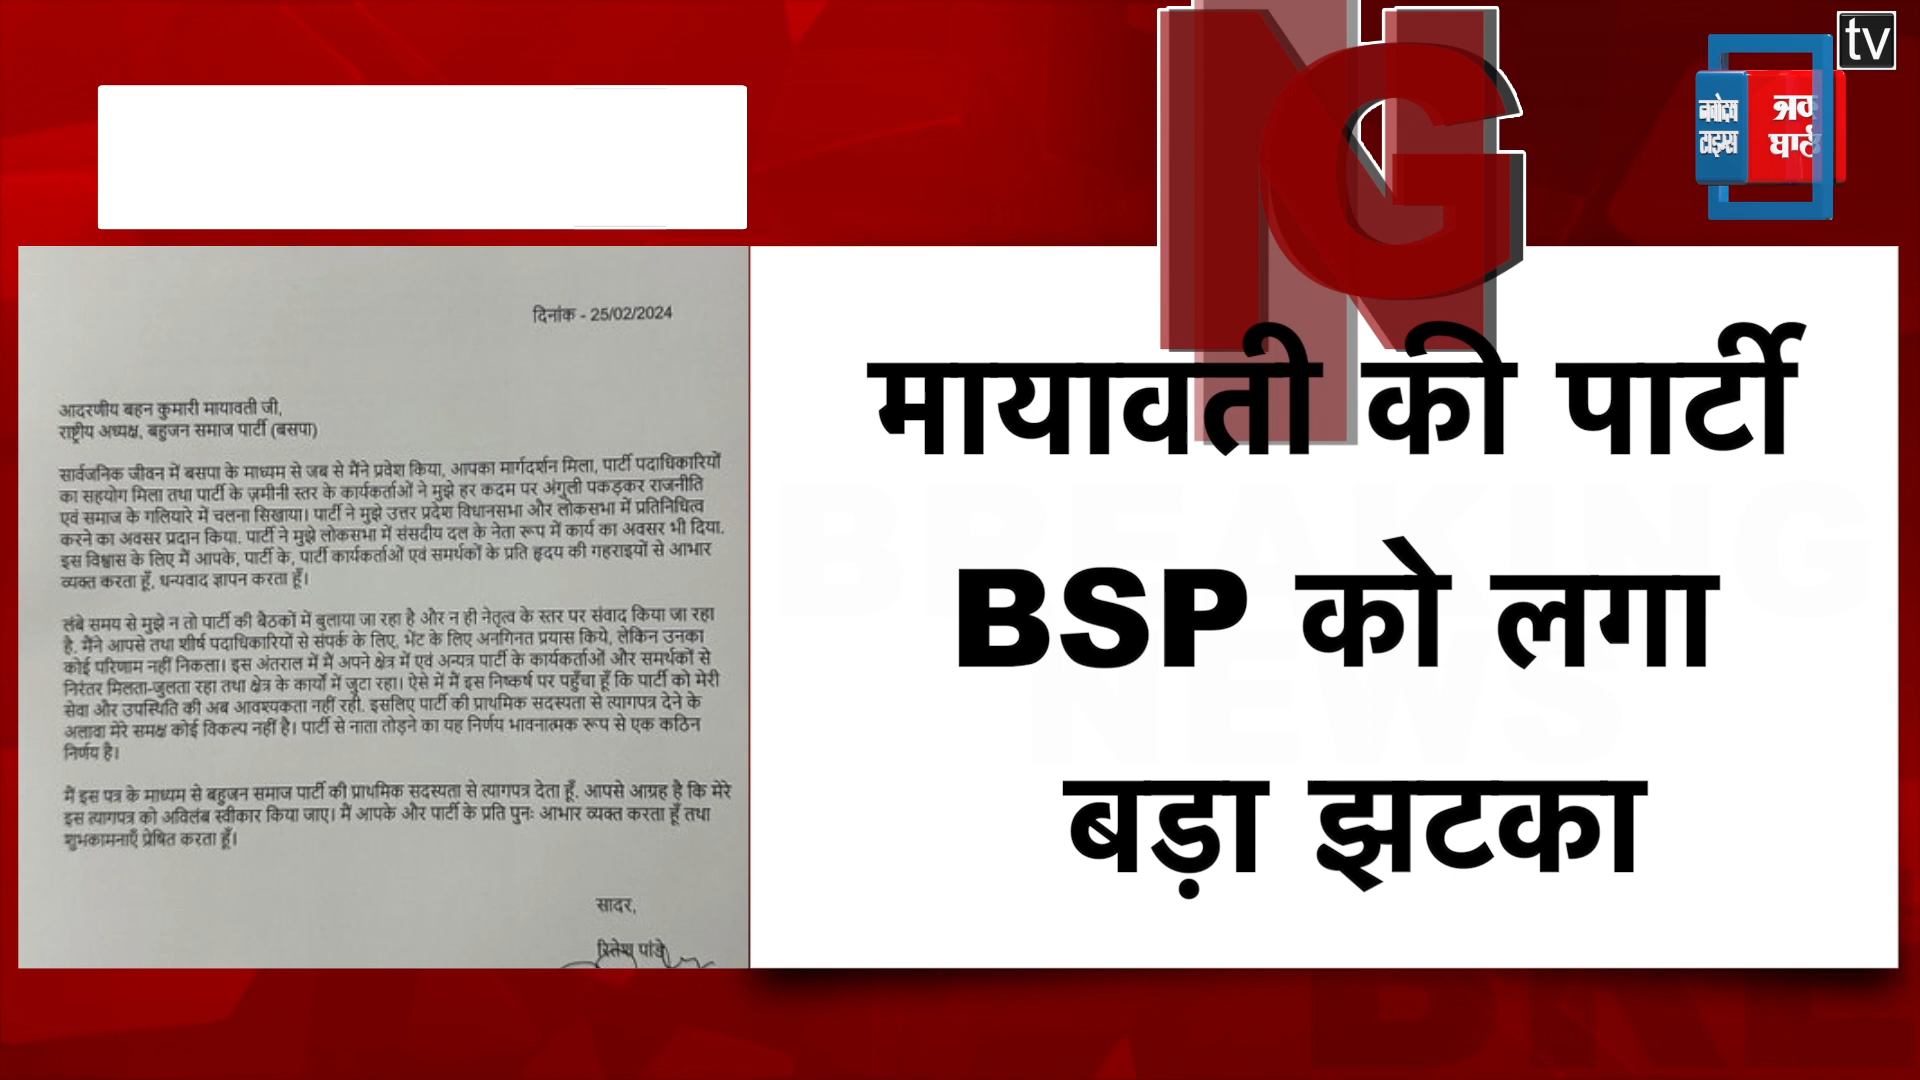 NG
tv
नवोदय
टाइम्स
दिनांक - 25/02/2024
आदरणीय बहन कुमारी मायावती जी,
राष्ट्रीय अध्यक्ष, बहुजन समाज पार्टी (बसपा)
सार्वजनिक जीवन में बसपा के माध्यम से जब से मैंने प्रवेश किया, आपका मार्गदर्शन मिला, पार्टी पदाधिकारियों
का सहयोग मिला तथा पार्टी के ज़मीनी स्तर के कार्यकर्ताओं ने मुझे हर कदम पर अंगुली पकड़कर राजनीति
एवं समाज के गलियारे में चलना सिखाया। पार्टी ने मुझे उत्तर प्रदेश विधानसभा और लोकसभा में प्रतिनिधित्व
करने का अवसर प्रदान किया. पार्टी ने मुझे लोकसभा में संसदीय दल के नेता रूप में कार्य का अवसर भी दिया.
इस विश्वास के लिए मैं आपके, पार्टी के, पार्टी कार्यकर्ताओं एवं समर्थकों के प्रति हृदय की गहराइयों से आभार
व्यक्त करता हूँ, धन्यवाद ज्ञापन करता हूँ।
लंबे समय से मुझे न तो पार्टी की बैठकों में बुलाया जा रहा है और न ही नेतृत्व के स्तर पर संवाद किया जा रहा
है. मैंने आपसे तथा शीर्ष पदाधिकारियों से संपर्क के लिए, भेंट के लिए अनगिनत प्रयास किये, लेकिन उनका
कोई परिणाम नहीं निकला। इस अंतराल में मैं अपने क्षेत्र में एवं अन्यत्र पार्टी के कार्यकर्ताओं और समर्थकों से
निरंतर मिलता-जुलता रहा तथा क्षेत्र के कार्यों में जुटा रहा। ऐसे में मैं इस निष्कर्ष पर पहुँचा हूँ कि पार्टी को मेरी
सेवा और उपस्थिति की अब आवश्यकता नहीं रही. इसलिए पार्टी की प्राथमिक सदस्यता से त्यागपत्र देने के
अलावा मेरे समक्ष कोई विकल्प नहीं है। पार्टी से नाता तोड़ने का यह निर्णय भावनात्मक रूप से एक कठिन
निर्णय है।
मैं इस पत्र के माध्यम से बहुजन समाज पार्टी की प्राथमिक सदस्यता से त्यागपत्र देता हूँ. आपसे आग्रह है कि मेरे
इस त्यागपत्र को अविलंब स्वीकार किया जाए। मैं आपके और पार्टी के प्रति पुनः आभार व्यक्त करता हूँ तथा
शुभकामनाएँ प्रेषित करता हूँ।
सादर,
रितेश पांडे
मायावती की पार्टी
BSP को लगा
बड़ा झटका
BREAKING
NEWS